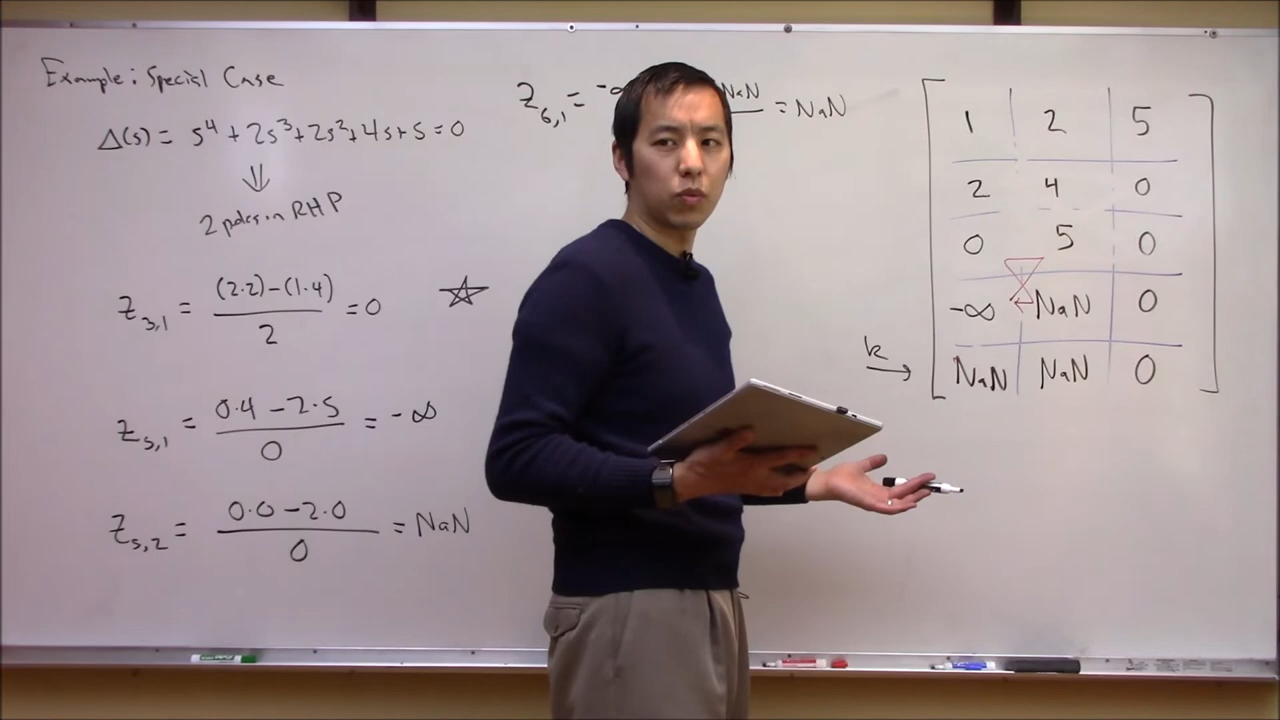 Example: Special Case
Δ(s) = s⁴ + 2s³ + 2s² + 4s + 5 = 0
⇓
2 poles in RHP
Z₃,₁ = (2·2)-(1·4) / 2 = 0
Z₅,₁ = 0·4 - 2·5 / 0 = -∞
Z₅,₂ = 0·0 - 2·0 / 0 = NaN
Z₆,₁ = -∞ NaN = NaN
1 2 5
2 4 0
0 5 0
-∞ NaN 0
k → NaN NaN 0